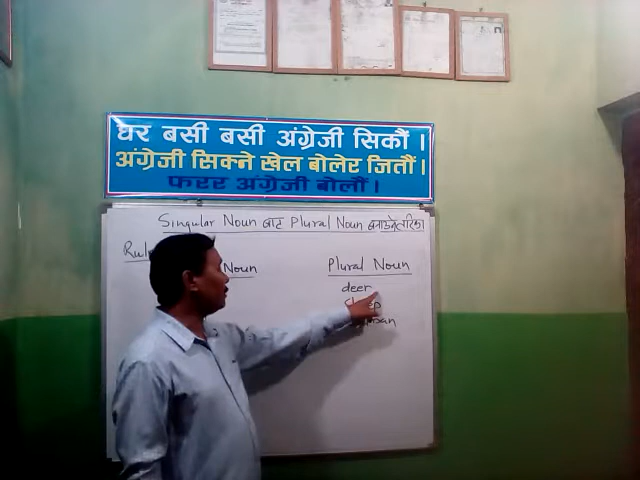 घर बसी बसी अंग्रेजी सिकौं ।
अंग्रेजी सिक्ने खेल बोलेर जितौं ।
फरर अंग्रेजी बोलौं ।
Singular Noun बाट Plural Noun बनाउने तरिका
Noun
Plural Noun
deer